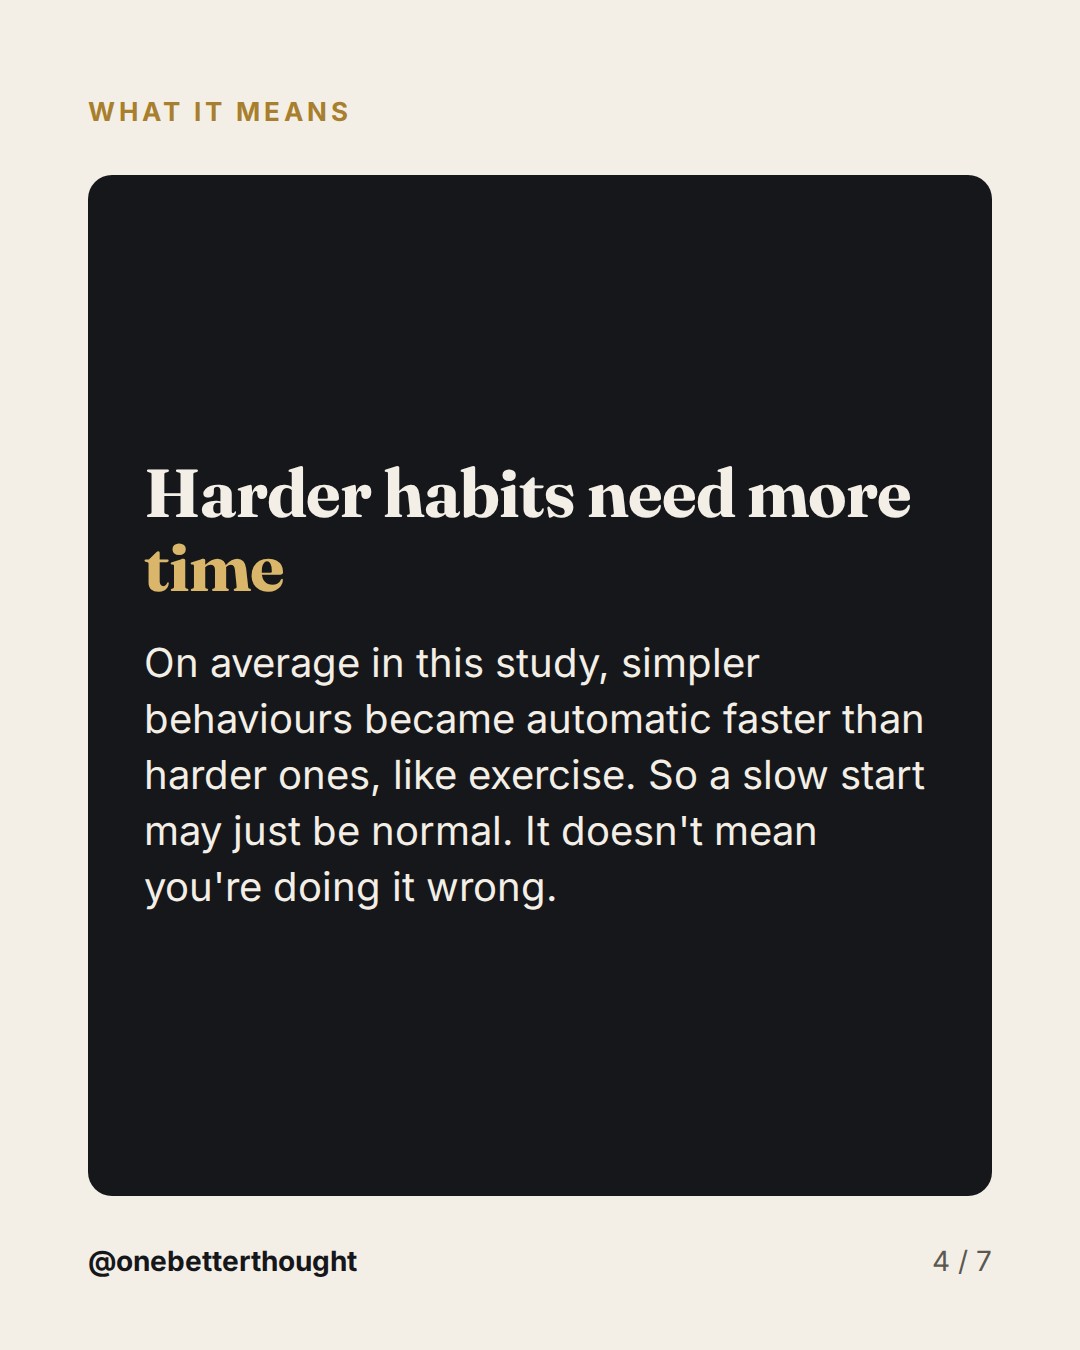 WHAT IT MEANS
Harder habits need more
time
On average in this study, simpler
behaviours became automatic faster than
harder ones, like exercise. So a slow start
may just be normal. It doesn't mean
you're doing it wrong.
@onebetterthought
4 / 7